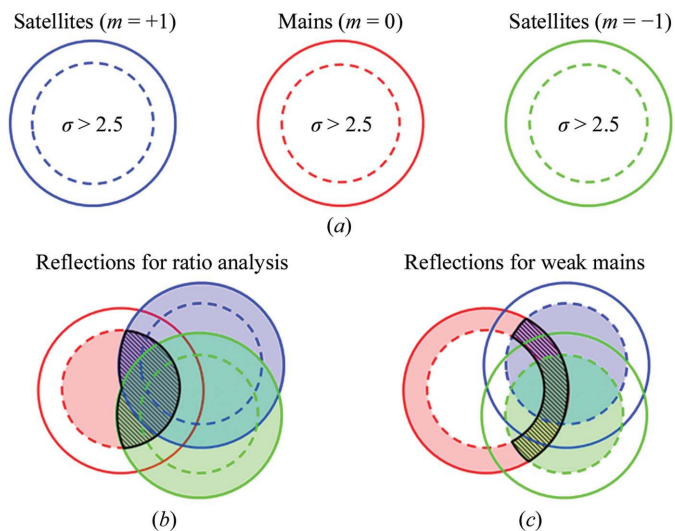 Satellites (m = +1)
Mains (m = 0)
Satellites (m = −1)
σ > 2.5
σ > 2.5
σ > 2.5
(a)
Reflections for ratio analysis
Reflections for weak mains
(b)
(c)